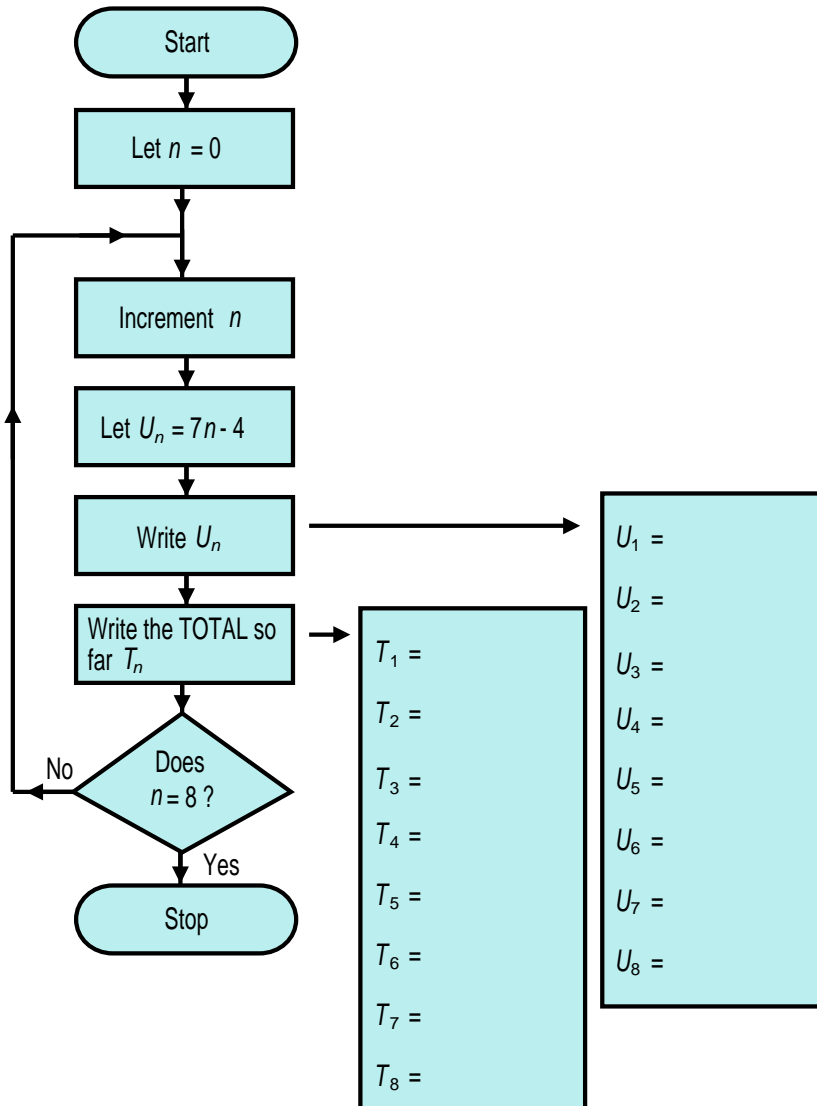 Start
Let n = 0
Increment n
Let Uₙ = 7n - 4
Write Uₙ
Write the TOTAL so
far Tₙ
Does
n = 8 ?
No
Yes
Stop
T₁ =
T₂ =
T₃ =
T₄ =
T₅ =
T₆ =
T₇ =
T₈ =
U₁ =
U₂ =
U₃ =
U₄ =
U₅ =
U₆ =
U₇ =
U₈ =